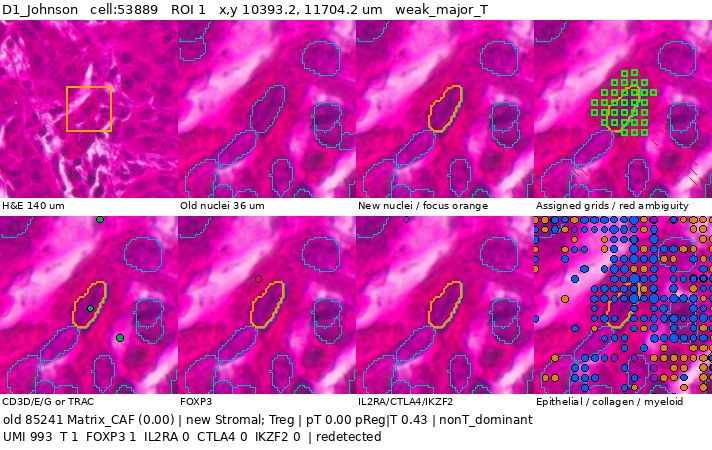 D1_Johnson   cell:53889   ROI 1   x,y 10393.2, 11704.2 um   weak_major_T
H&E 140 um
Old nuclei 36 um
New nuclei / focus orange
Assigned grids / red ambiguity
CD3D/E/G or TRAC
FOXP3
IL2RA/CTLA4/IKZF2
Epithelial / collagen / myeloid
old 85241 Matrix_CAF (0.00) | new Stromal; Treg | pT 0.00 pReg|T 0.43 | nonT_dominant
UMI 993  T 1  FOXP3 1  IL2RA 0  CTLA4 0  IKZF2 0  | redetected